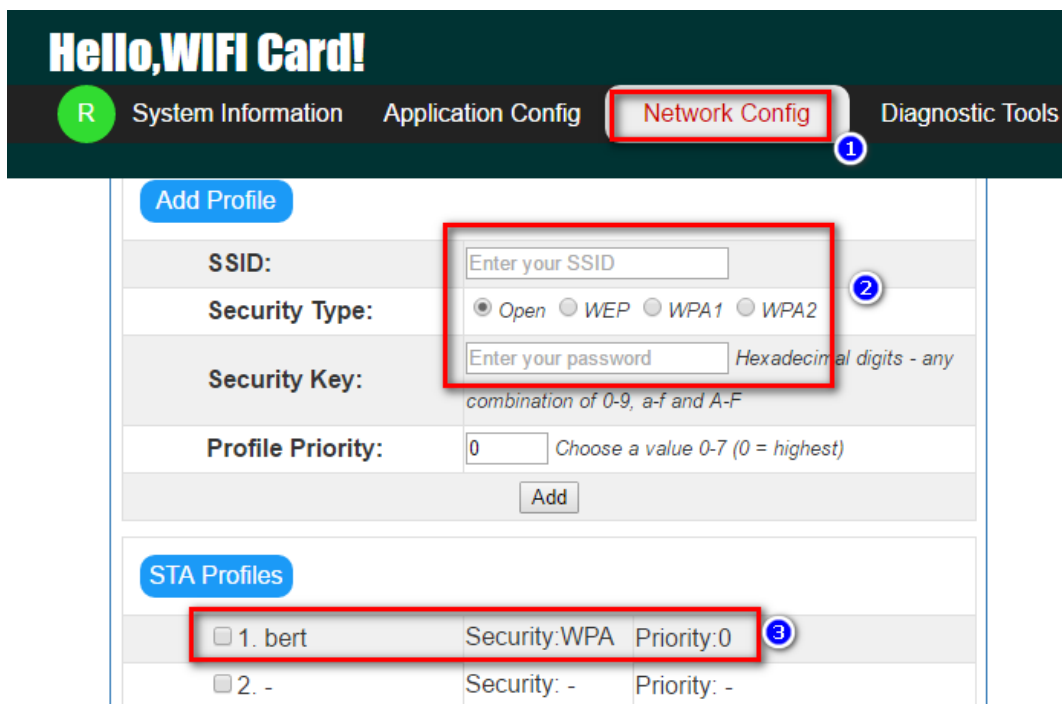 Hello,WIFI Card!
R System Information Application Config Network Config Diagnostic Tools
1
Add Profile
SSID: Enter your SSID
2
Security Type: Open WEP WPA1 WPA2
Security Key: Enter your password Hexadecimal digits - any
combination of 0-9, a-f and A-F
Profile Priority: 0 Choose a value 0-7 (0 = highest)
Add
STA Profiles
1. bert Security:WPA Priority:0 3
2. - Security: - Priority: -